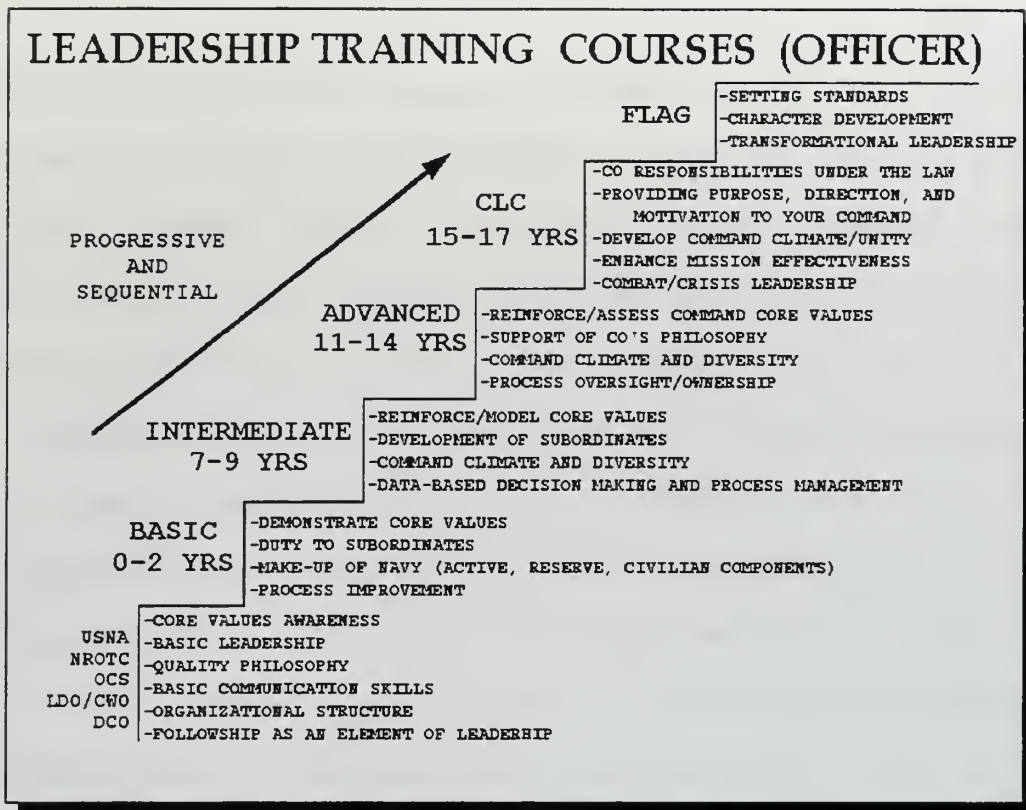 LEADERSHIP TRAINING COURSES (OFFICER)
FLAG
-SETTING STANDARDS
-CHARACTER DEVELOPMENT
-TRANSFORMATIONAL LEADERSHIP
CLC
15-17 YRS
-CO RESPONSIBILITIES UNDER THE LAW
-PROVIDING PURPOSE, DIRECTION, AND
MOTIVATION TO YOUR COMMAND
-DEVELOP COMMAND CLIMATE/UNITY
-ENHANCE MISSION EFFECTIVENESS
-COMBAT/CRISIS LEADERSHIP
PROGRESSIVE
AND
SEQUENTIAL
ADVANCED
11-14 YRS
-REINFORCE/ASSESS COMMAND CORE VALUES
-SUPPORT OF CO'S PHILOSOPHY
-COMMAND CLIMATE AND DIVERSITY
-PROCESS OVERSIGHT/OWNERSHIP
INTERMEDIATE
7-9 YRS
-REINFORCE/MODEL CORE VALUES
-DEVELOPMENT OF SUBORDINATES
-COMMAND CLIMATE AND DIVERSITY
-DATA-BASED DECISION MAKING AND PROCESS MANAGEMENT
BASIC
0-2 YRS
-DEMONSTRATE CORE VALUES
-DUTY TO SUBORDINATES
-MAKE-UP OF NAVY (ACTIVE, RESERVE, CIVILIAN COMPONENTS)
-PROCESS IMPROVEMENT
USNA
NROTC
OCS
LDO/CWO
DCO
-CORE VALUES AWARENESS
-BASIC LEADERSHIP
-QUALITY PHILOSOPHY
-BASIC COMMUNICATION SKILLS
-ORGANIZATIONAL STRUCTURE
-FOLLOWSHIP AS AN ELEMENT OF LEADERHIP